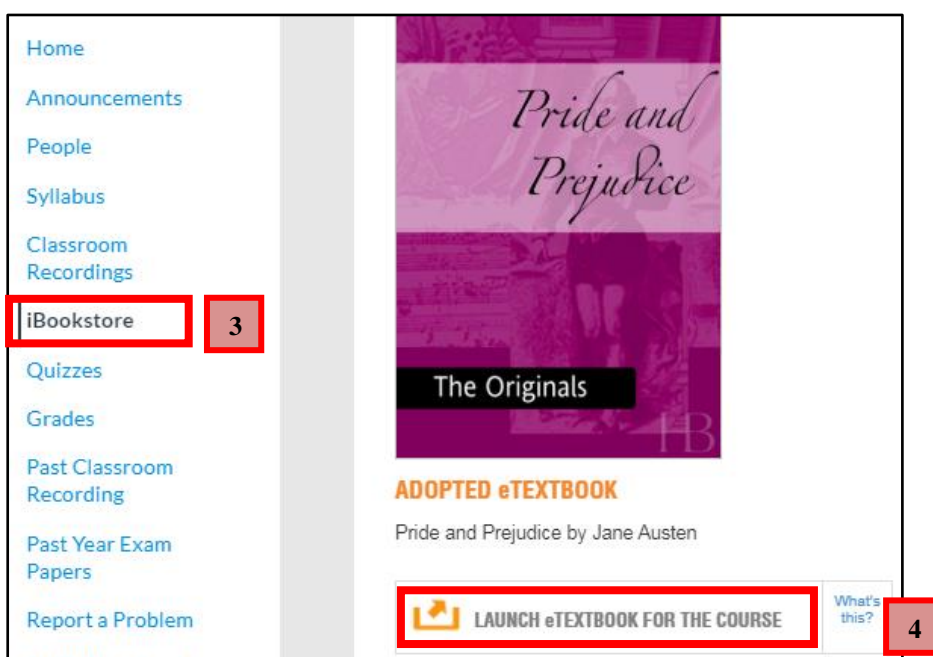 Home
Announcements
People
Syllabus
Classroom
Recordings
iBookstore
3
Quizzes
Grades
Past Classroom
Recording
Past Year Exam
Papers
Report a Problem
Pride and
Prejudice
The Originals
HB
ADOPTED eTEXTBOOK
Pride and Prejudice by Jane Austen
LAUNCH eTEXTBOOK FOR THE COURSE
What's
this?
4